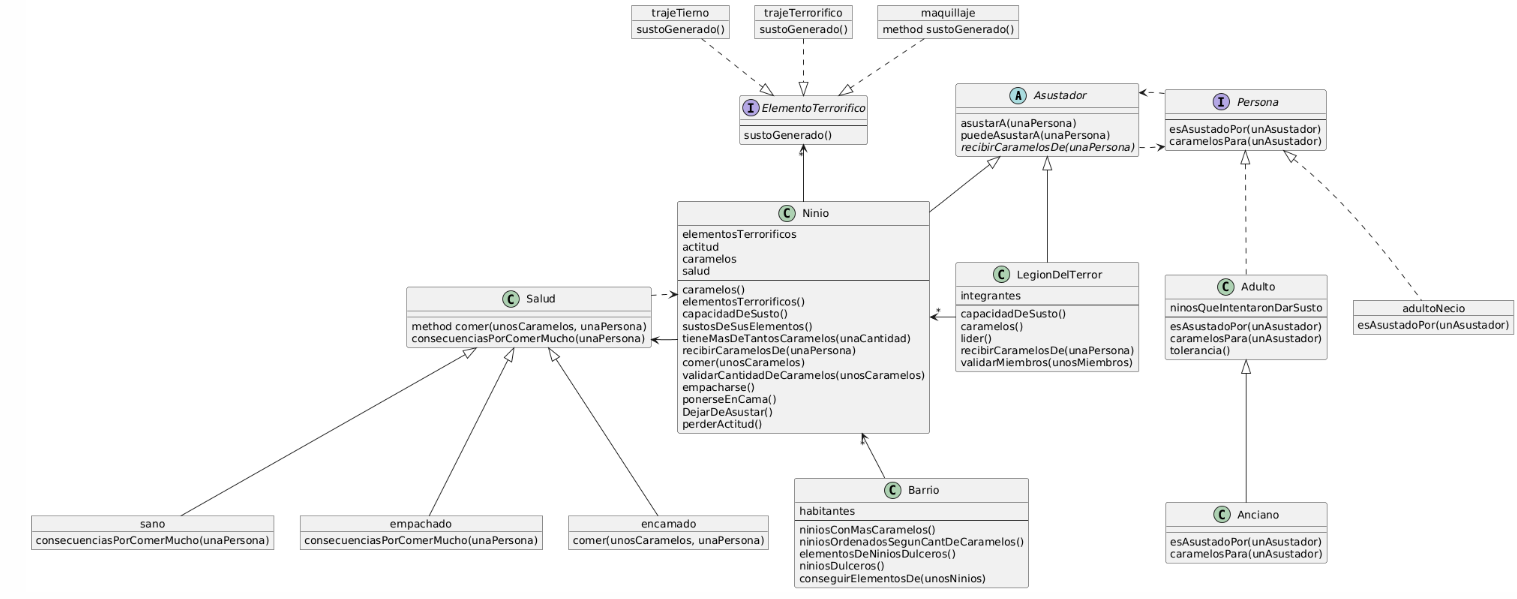 trajeTierno
sustoGenerado()
trajeTerrorifico
sustoGenerado()
maquillaje
method sustoGenerado()
I ElementoTerrorifico
sustoGenerado()
*
A Asustador
asustarA(unaPersona)
puedeAsustarA(unaPersona)
recibirCaramelosDe(unaPersona)
I Persona
esAsustadoPor(unAsustador)
caramelosPara(unAsustador)
C Ninio
elementosTerrorificos
actitud
caramelos
salud
caramelos()
elementosTerrorificos()
capacidadDeSusto()
sustosDeSusElementos()
tieneMasDeTantosCaramelos(unaCantidad)
recibirCaramelosDe(unaPersona)
comer(unosCaramelos)
validarCantidadDeCaramelos(unosCaramelos)
empacharse()
ponerseEnCama()
DejarDeAsustar()
perderActitud()
*
*
C LegionDelTerror
integrantes
capacidadDeSusto()
caramelos()
lider()
recibirCaramelosDe(unaPersona)
validarMiembros(unosMiembros)
C Adulto
ninosQueIntentaronDarSusto
esAsustadoPor(unAsustador)
caramelosPara(unAsustador)
tolerancia()
adultoNecio
esAsustadoPor(unAsustador)
C Salud
method comer(unosCaramelos, unaPersona)
consecuenciasPorComerMucho(unaPersona)
sano
consecuenciasPorComerMucho(unaPersona)
empachado
consecuenciasPorComerMucho(unaPersona)
encamado
comer(unosCaramelos, unaPersona)
C Barrio
habitantes
niniosConMasCaramelos()
niniosOrdenadosSegunCantDeCaramelos()
elementosDeNiniosDulceros()
niniosDulceros()
conseguirElementosDe(unosNinios)
C Anciano
esAsustadoPor(unAsustador)
caramelosPara(unAsustador)